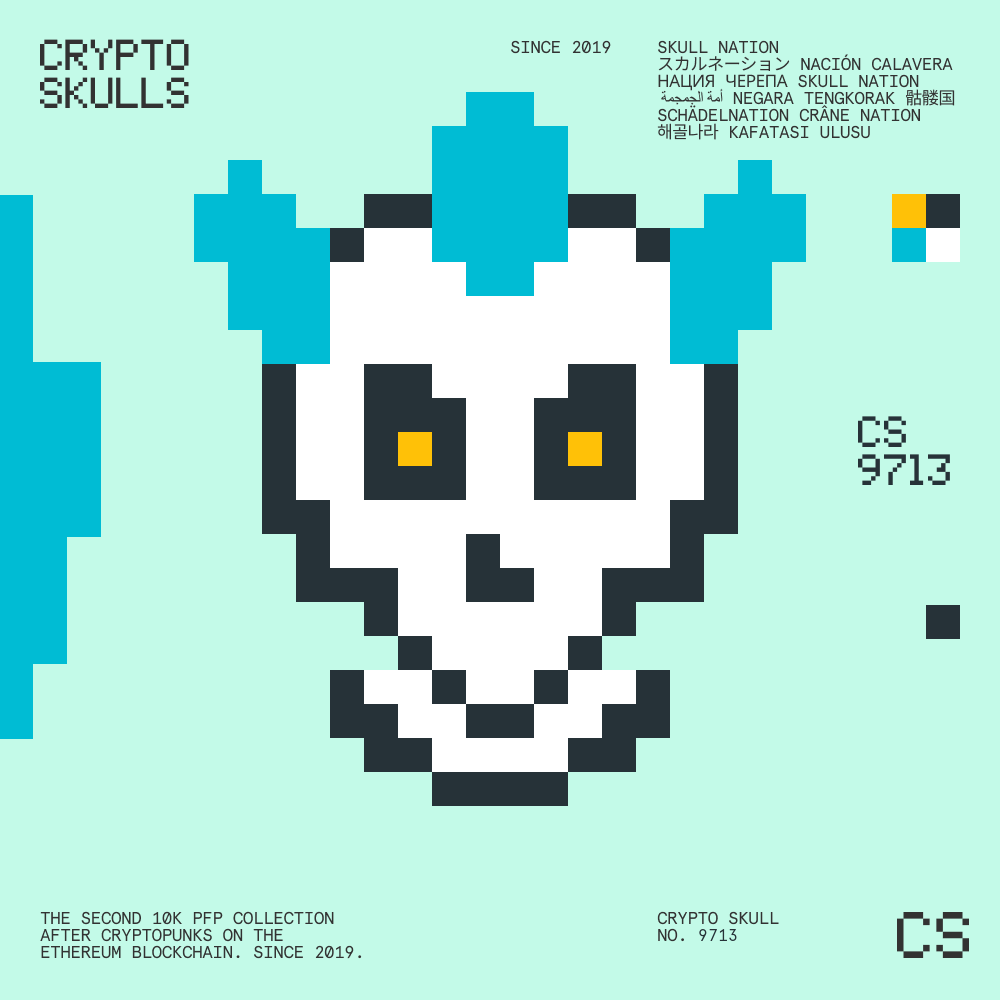 CRYPTO
SKULLS
SINCE 2019
SKULL NATION
スカルネーション NACIÓN CALAVERA
НАЦИЯ ЧЕРЕПА SKULL NATION
أمة الجمجمة NEGARA TENGKORAK 骷髅国
SCHÄDELNATION CRÂNE NATION
해골나라 KAFATASI ULUSU
CS
9713
THE SECOND 10K PFP COLLECTION
AFTER CRYPTOPUNKS ON THE
ETHEREUM BLOCKCHAIN. SINCE 2019.
CRYPTO SKULL
NO. 9713
CS